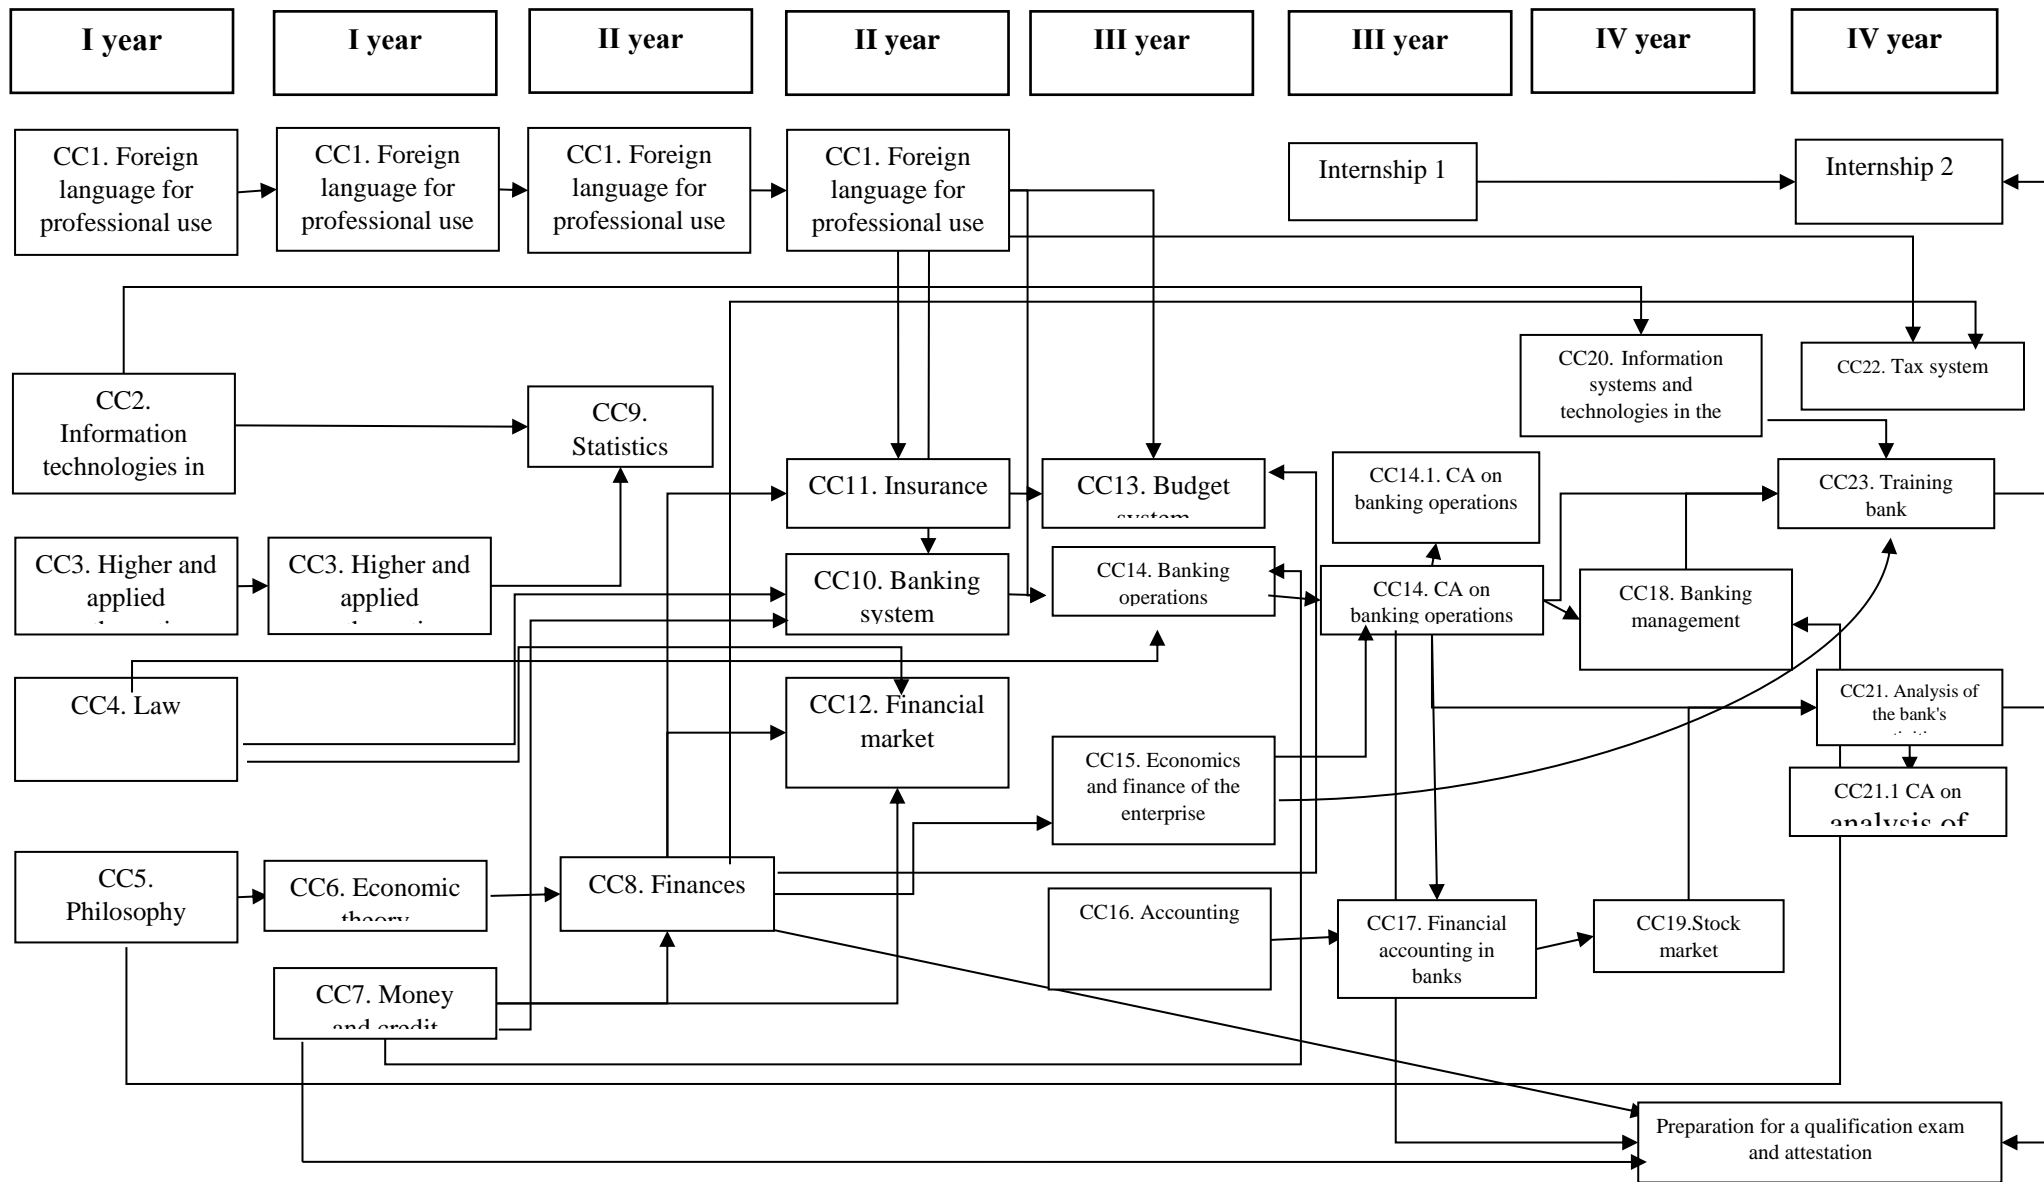 I year
I year
II year
II year
III year
III year
IV year
IV year
CC1. Foreign
language for
professional use
CC1. Foreign
language for
professional use
CC1. Foreign
language for
professional use
CC1. Foreign
language for
professional use
Internship 1
Internship 2
CC2.
Information
technologies in
CC9.
Statistics
CC20. Information
systems and
technologies in the
CC22. Tax system
CC11. Insurance
CC13. Budget
system
CC14.1. CA on
banking operations
CC23. Training
bank
CC3. Higher and
applied
CC3. Higher and
applied
CC10. Banking
system
CC14. Banking
operations
CC14. CA on
banking operations
CC18. Banking
management
CC4. Law
CC12. Financial
market
CC15. Economics
and finance of the
enterprise
CC21. Analysis of
the bank's
CC21.1 CA on
analysis of
CC5.
Philosophy
CC6. Economic
theory
CC8. Finances
CC16. Accounting
CC17. Financial
accounting in
banks
CC19.Stock
market
CC7. Money
and credit
Preparation for a qualification exam
and attestation